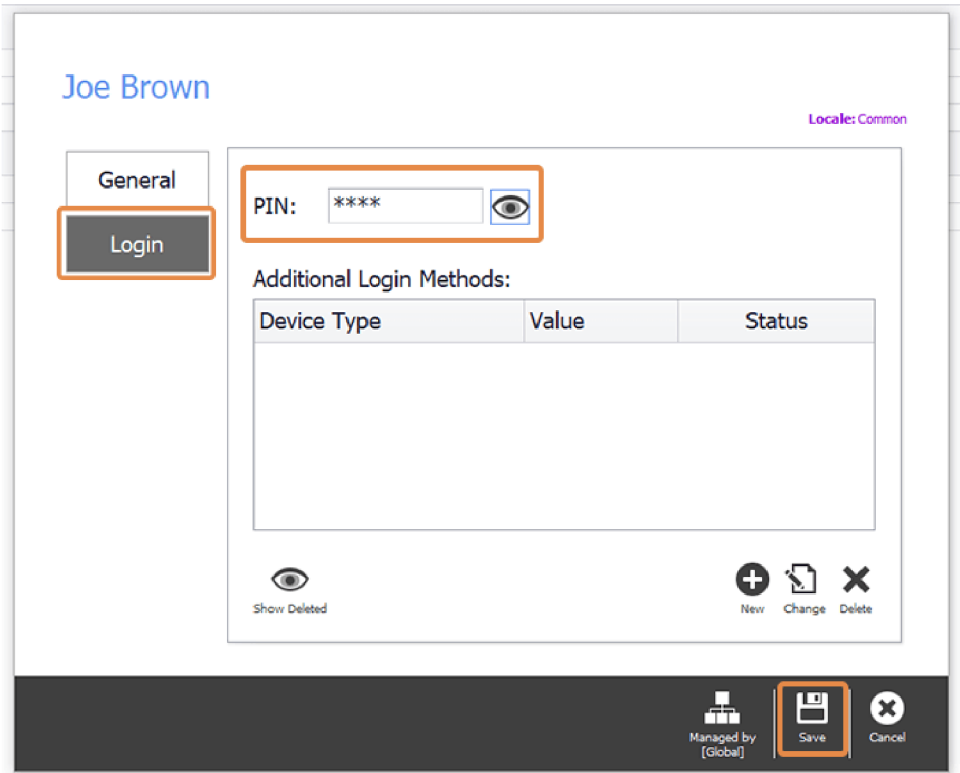 Joe Brown
Locale: Common
General
Login
PIN: ****
Additional Login Methods:
Device Type Value Status
Show Deleted
New Change Delete
Managed by
[Global]
Save
Cancel